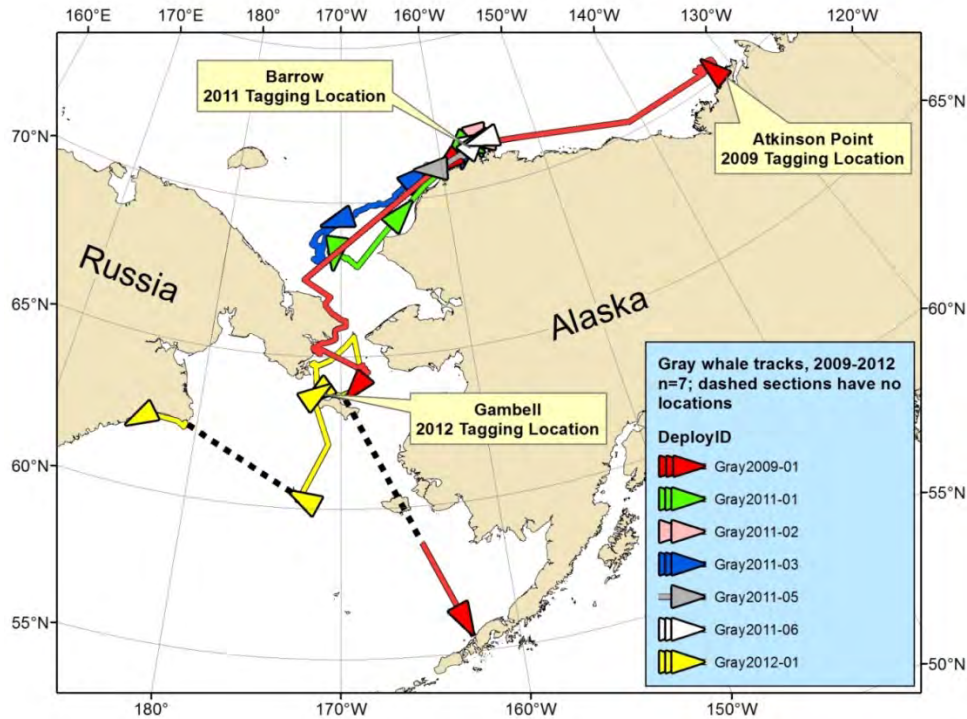 160°E 170°E 180° 170°W 160°W 150°W 140°W 130°W 120°W
Barrow
2011 Tagging Location
70°N
65°N
Atkinson Point
2009 Tagging Location
Russia
65°N
Alaska
60°N
Gray whale tracks, 2009-2012
n=7; dashed sections have no
locations
Gambell
2012 Tagging Location
DeployID
60°N
Gray2009-01
55°N
Gray2011-01
Gray2011-02
Gray2011-03
Gray2011-05
55°N
Gray2011-06
Gray2012-01
50°N
180° 170°W 160°W 150°W